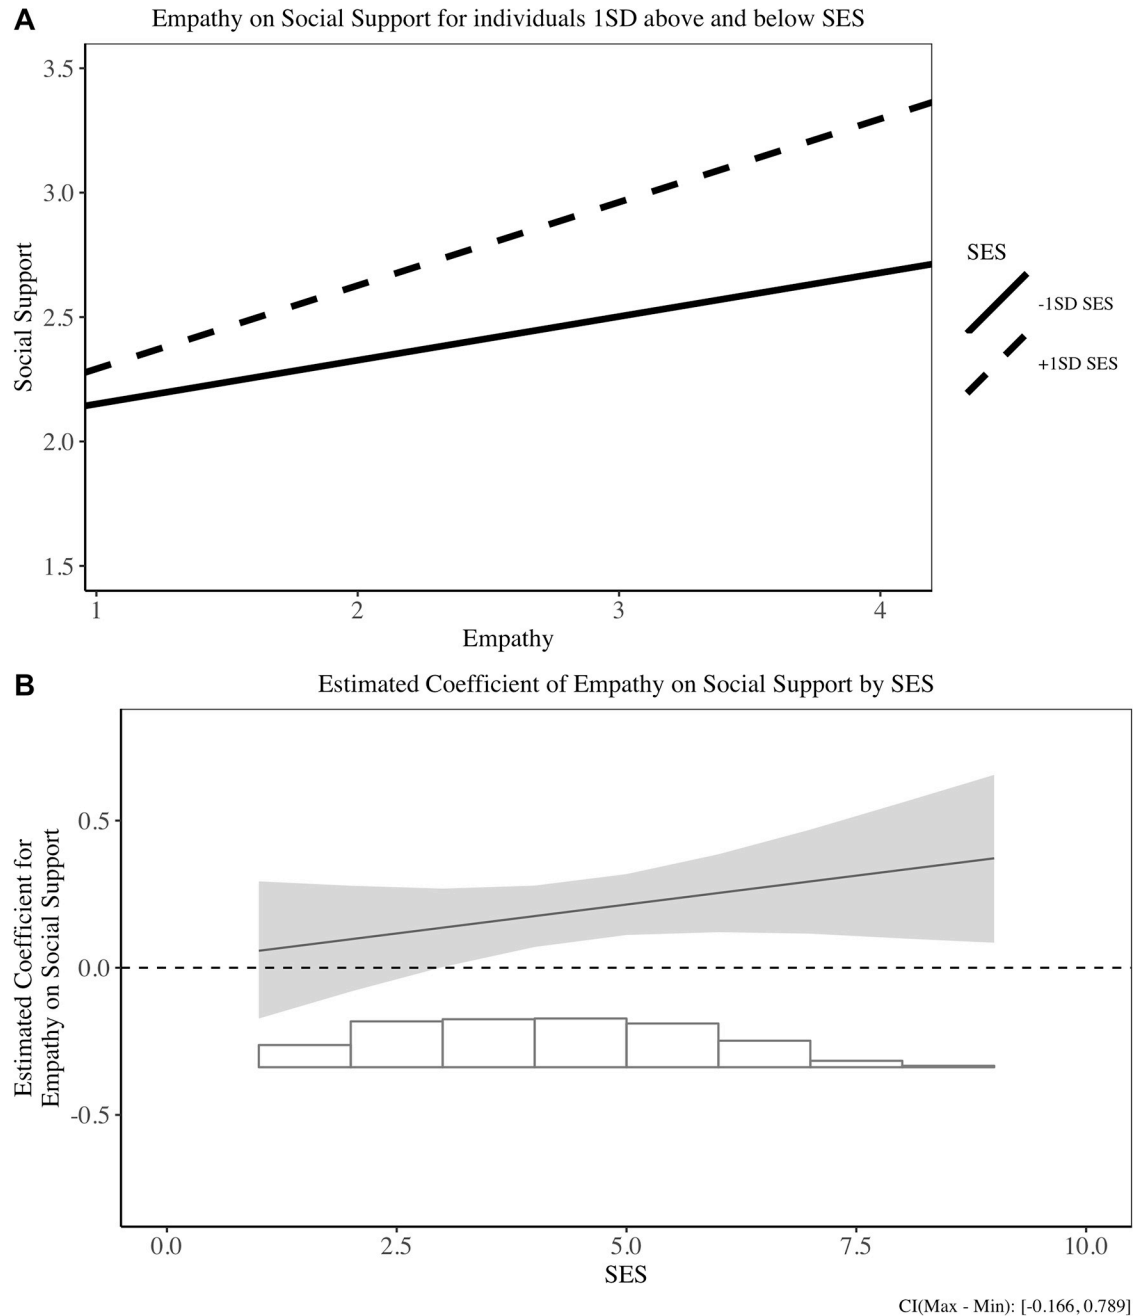 A
Empathy on Social Support for individuals 1SD above and below SES
Social Support
3.5
3.0
2.5
2.0
1.5
1
2
3
4
Empathy
SES
-1SD SES
+1SD SES
B
Estimated Coefficient of Empathy on Social Support by SES
Estimated Coefficient for
Empathy on Social Support
0.5
0.0
-0.5
0.0
2.5
5.0
7.5
10.0
SES
CI(Max - Min): [-0.166, 0.789]